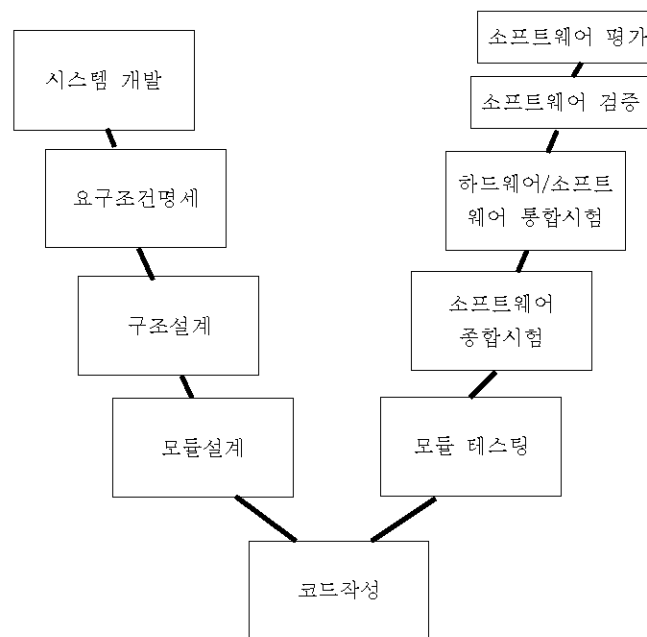 시스템 개발
요구조건명세
구조설계
모듈설계
코드작성
모듈 테스팅
소프트웨어
종합시험
하드웨어/소프트
웨어 통합시험
소프트웨어 검증
소프트웨어 평가